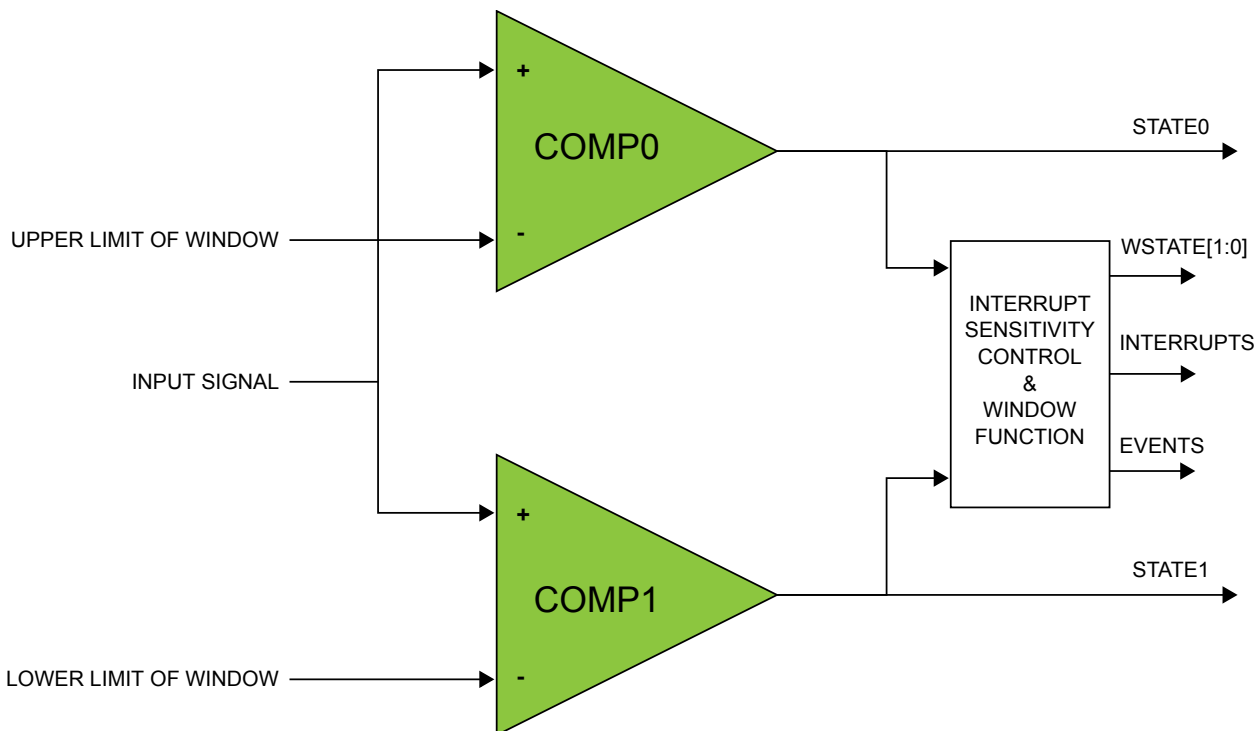 +
COMP0
-
STATE0
UPPER LIMIT OF WINDOW
WSTATE[1:0]
INTERRUPT
SENSITIVITY
CONTROL
&
WINDOW
FUNCTION
INTERRUPTS
EVENTS
INPUT SIGNAL
+
COMP1
-
STATE1
LOWER LIMIT OF WINDOW